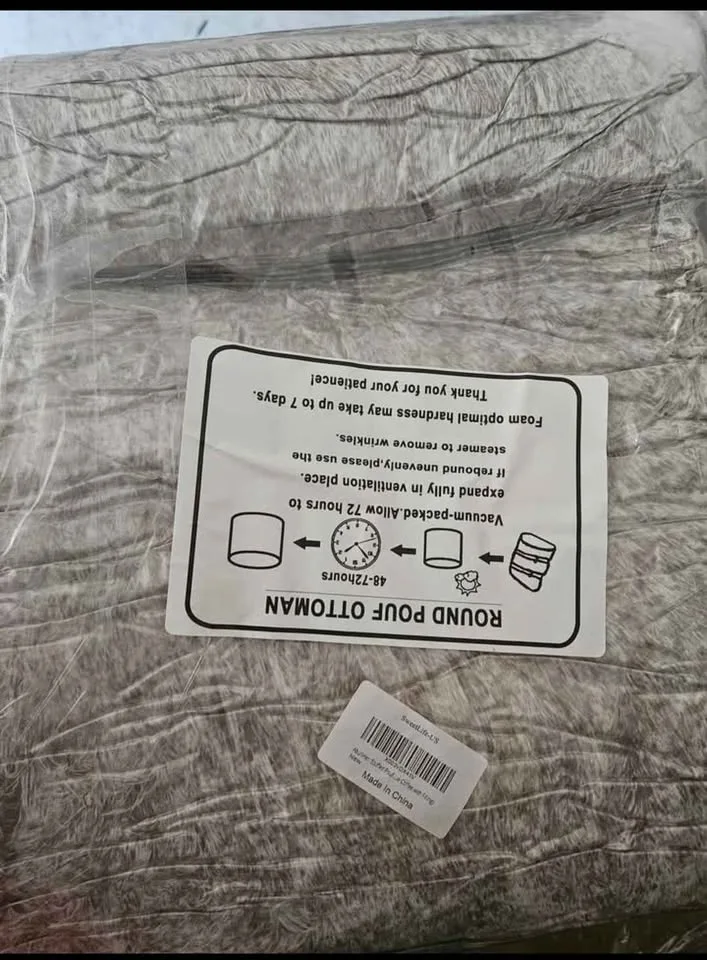 ROUND POUF OTTOMAN
48-72hours
Vacuum-packed.Allow 72 hours to
expand fully in ventilation place.
If rebound unevenly,please use the
steamer to remove wrinkles.
Foam optimal hardness may take up to 7 days.
Thank you for your patience!
SweetLife-US
New
Made In China